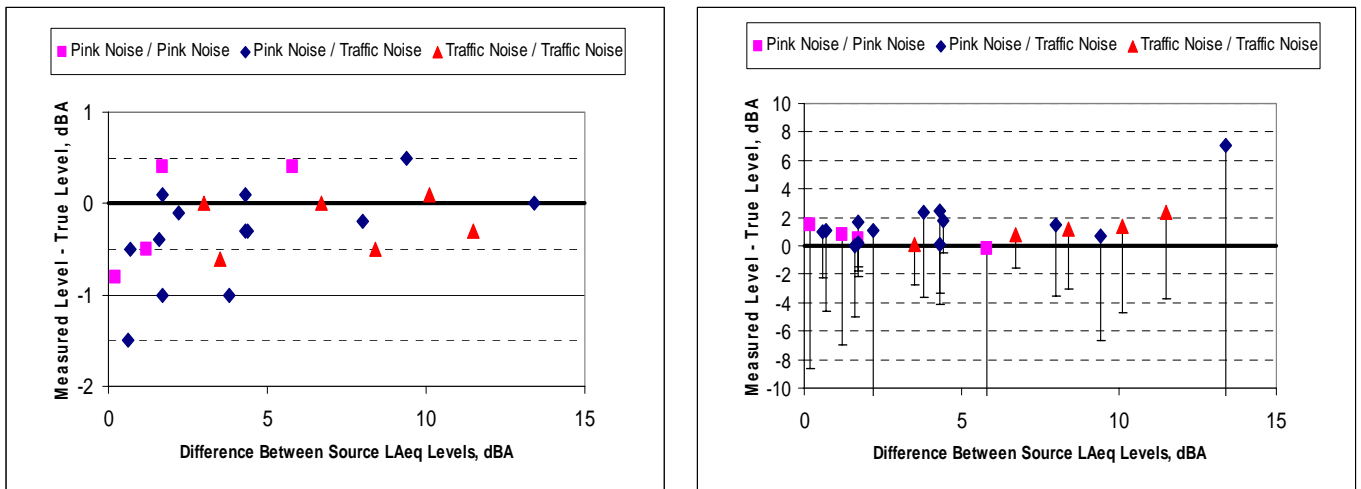 Pink Noise / Pink Noise Pink Noise / Traffic Noise Traffic Noise / Traffic Noise
Measured Level - True Level, dBA
1
0
-1
-2
0 5 10 15
Difference Between Source LAeq Levels, dBA
Pink Noise / Pink Noise Pink Noise / Traffic Noise Traffic Noise / Traffic Noise
Measured Level - True Level, dBA
10
8
6
4
2
0
-2
-4
-6
-8
-10
0 5 10 15
Difference Between Source LAeq Levels, dBA